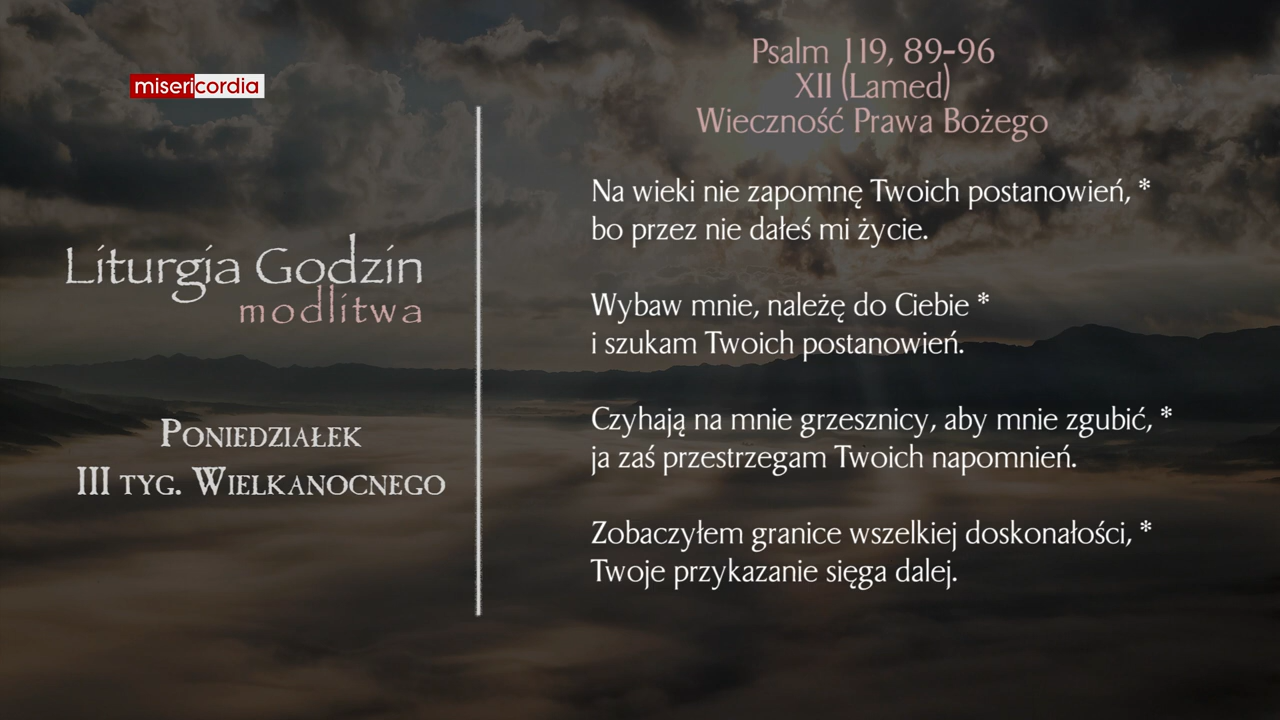 misericordia
Liturgia Godzin
modlitwa
Poniedziałek
III tyg. Wielkanocnego
Psalm 119, 89-96
XII (Lamed)
Wieczność Prawa Bożego
Na wieki nie zapomnę Twoich postanowień, *
bo przez nie dałeś mi życie.
Wybaw mnie, należę do Ciebie *
i szukam Twoich postanowień.
Czyhają na mnie grzesznicy, aby mnie zgubić, *
ja zaś przestrzegam Twoich napomnień.
Zobaczyłem granice wszelkiej doskonałości, *
Twoje przykazanie sięga dalej.